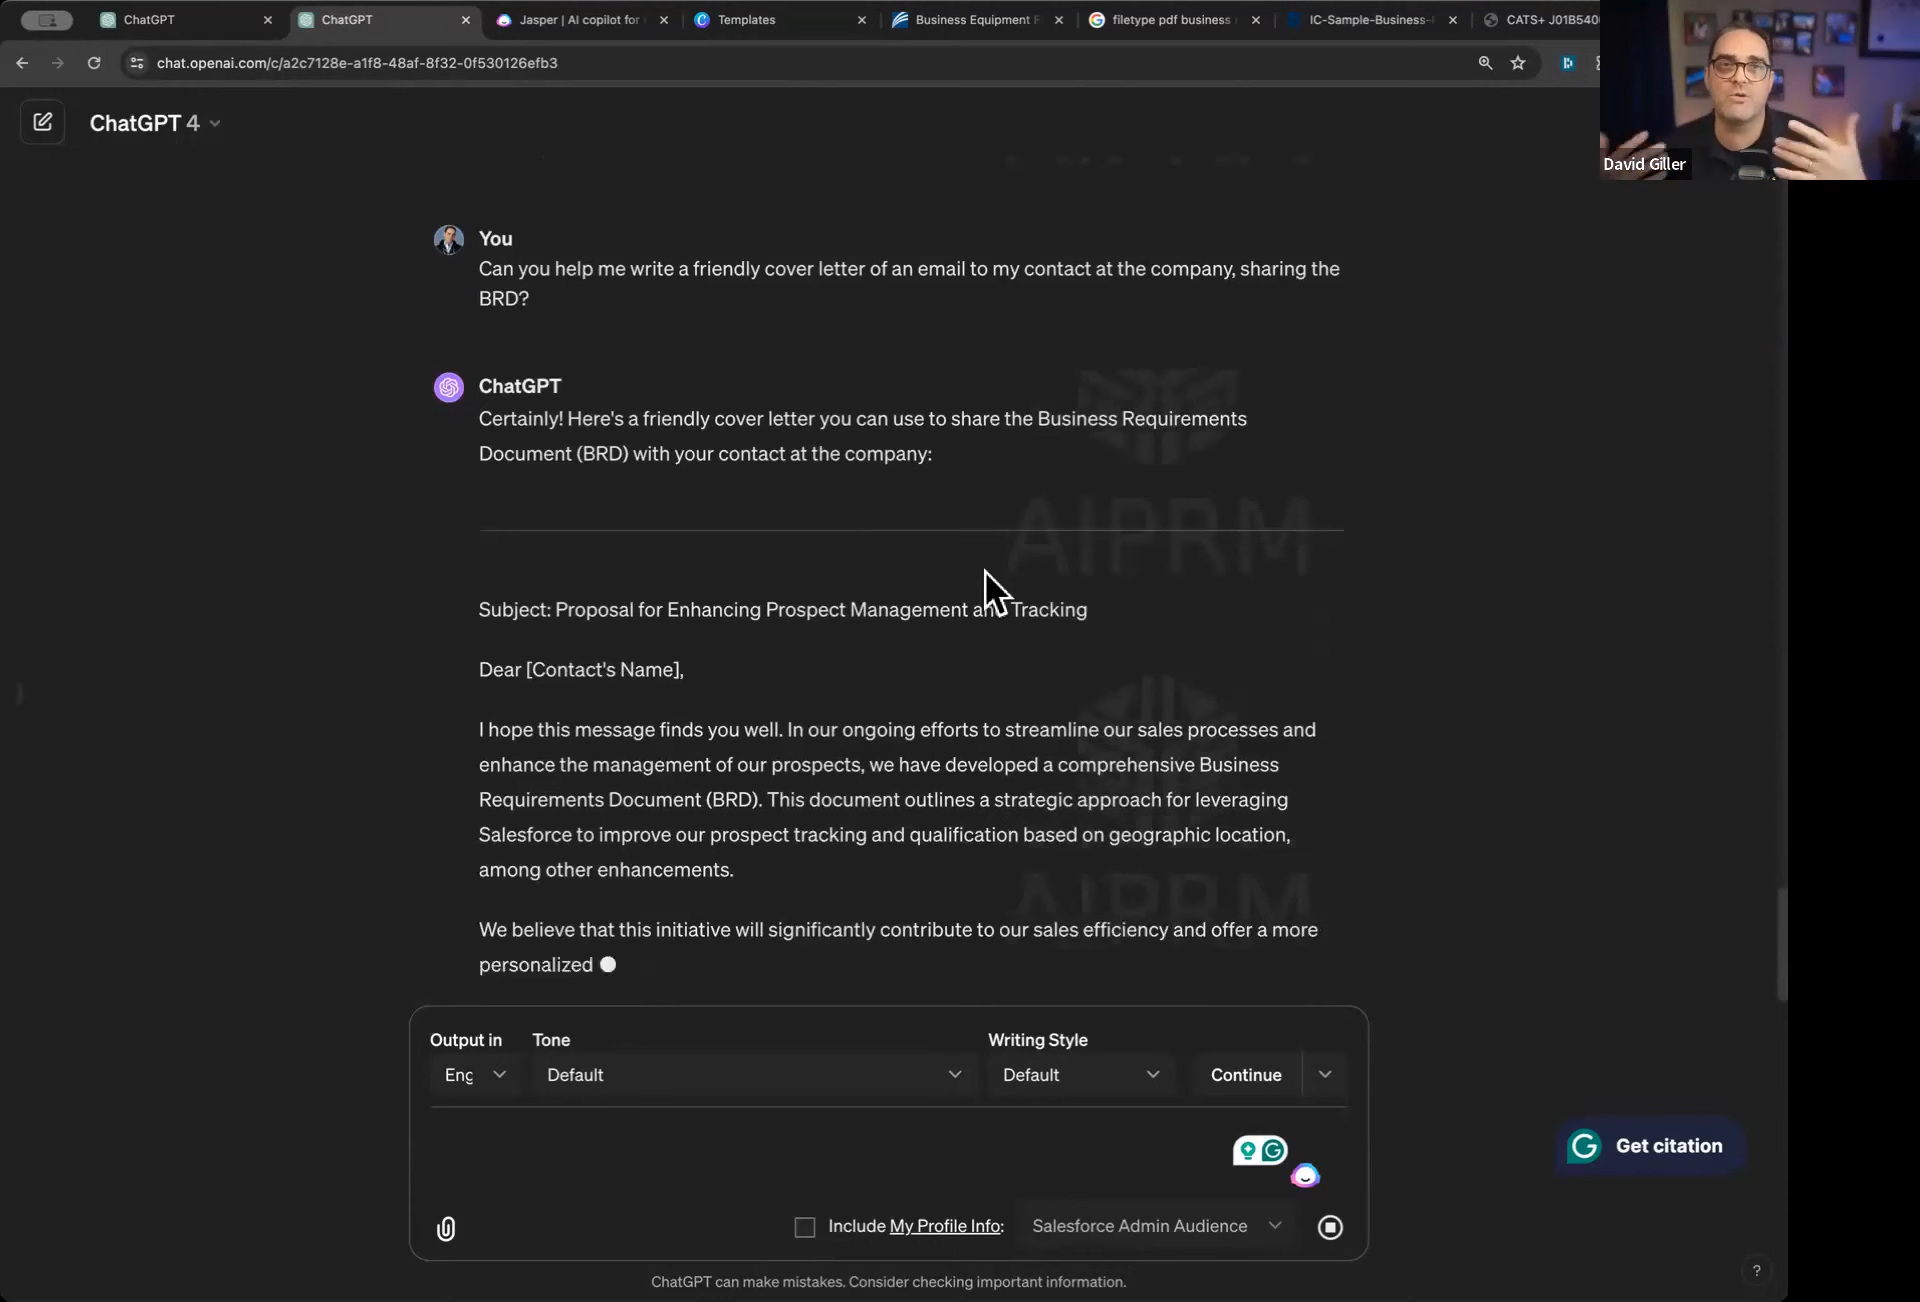 ChatGPT
ChatGPT
Jasper | AI copilot for
Templates
Business Equipment F
filetype pdf business
IC-Sample-Business-
CATS+ J01B540
chat.openai.com/c/a2c7128e-a1f8-48af-8f32-0f530126efb3
David Giller
ChatGPT 4
You
Can you help me write a friendly cover letter of an email to my contact at the company, sharing the
BRD?
ChatGPT
Certainly! Here's a friendly cover letter you can use to share the Business Requirements
Document (BRD) with your contact at the company:
AIPRM
Subject: Proposal for Enhancing Prospect Management and Tracking
Dear [Contact's Name],
I hope this message finds you well. In our ongoing efforts to streamline our sales processes and
enhance the management of our prospects, we have developed a comprehensive Business
Requirements Document (BRD). This document outlines a strategic approach for leveraging
Salesforce to improve our prospect tracking and qualification based on geographic location,
among other enhancements.
AIPRM
We believe that this initiative will significantly contribute to our sales efficiency and offer a more
personalized
Output in
Tone
Writing Style
Eng
Default
Default
Continue
Get citation
Include My Profile Info:
Salesforce Admin Audience
ChatGPT can make mistakes. Consider checking important information.
?